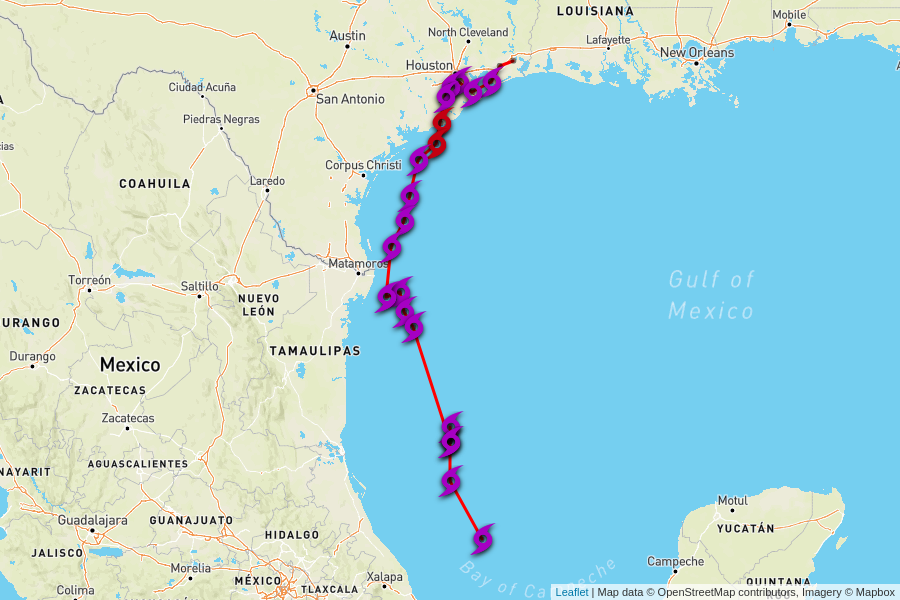 LOUISIANA
Mobile
North Cleveland
Austin
Lafayette
New Orleans
Houston
Ciudad Acuña
San Antonio
Piedras Negras
Corpus Christi
COAHUILA
Laredo
Matamoros
Torreón
Saltillo
Gulf of
Mexico
NUEVO
LEÓN
URANGO
TAMAULIPAS
Durango
Mexico
ZACATECAS
Zacatecas
AGUASCALIENTES
NAYARIT
Motul
Guadalajara
GUANAJUATO
YUCATÁN
HIDALGO
JALISCO
Campeche
Morelia
Bay of Campeche
MÉXICO
Xalapa
QUINTANA
Colima
TLAXCALA
Leaflet | Map data © OpenStreetMap contributors, Imagery © Mapbox